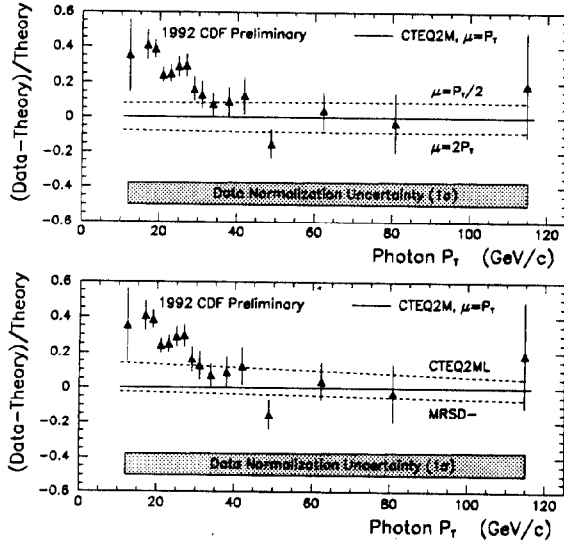 (Data-Theory)/Theory
0.6
0.4
0.2
0
-0.2
-0.4
-0.6
1992 CDF Preliminary
CTEQ2M, μ=P_T
μ=P_T/2
μ=2P_T
Data Normalization Uncertainty (1σ)
0 20 40 60 80 100 120
Photon P_T (GeV/c)
(Data-Theory)/Theory
0.6
0.4
0.2
0
-0.2
-0.4
-0.6
1992 CDF Preliminary
CTEQ2M, μ=P_T
CTEQ2ML
MRSD-
Data Normalization Uncertainty (1σ)
0 20 40 60 80 100 120
Photon P_T (GeV/c)